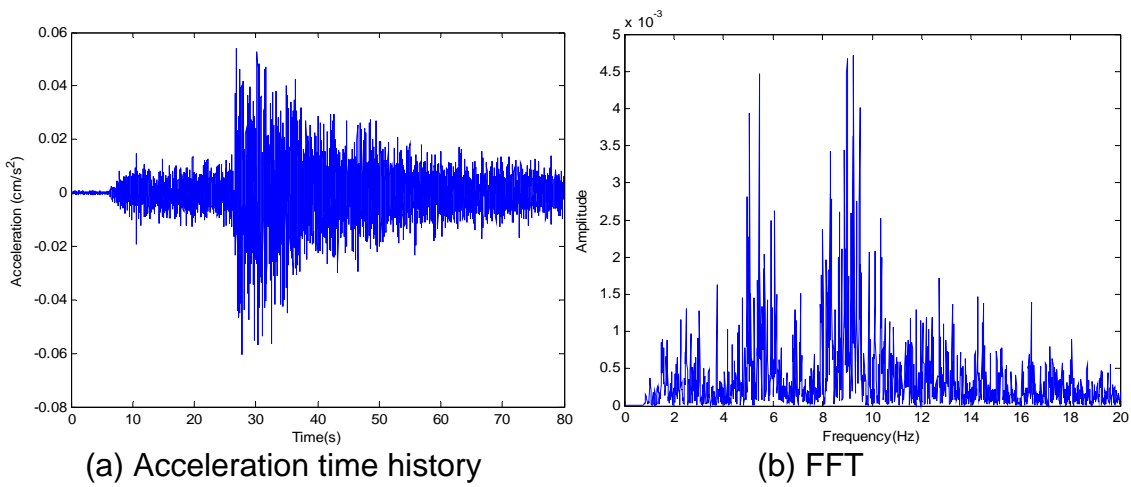 0.06
0.04
0.02
0
-0.02
-0.04
-0.06
-0.08
Acceleration (cm/s²)
0 10 20 30 40 50 60 70 80
Time(s)
(a) Acceleration time history
x 10⁻³
5
4.5
4
3.5
3
2.5
2
1.5
1
0.5
0
Amplitude
0 2 4 6 8 10 12 14 16 18 20
Frequency(Hz)
(b) FFT